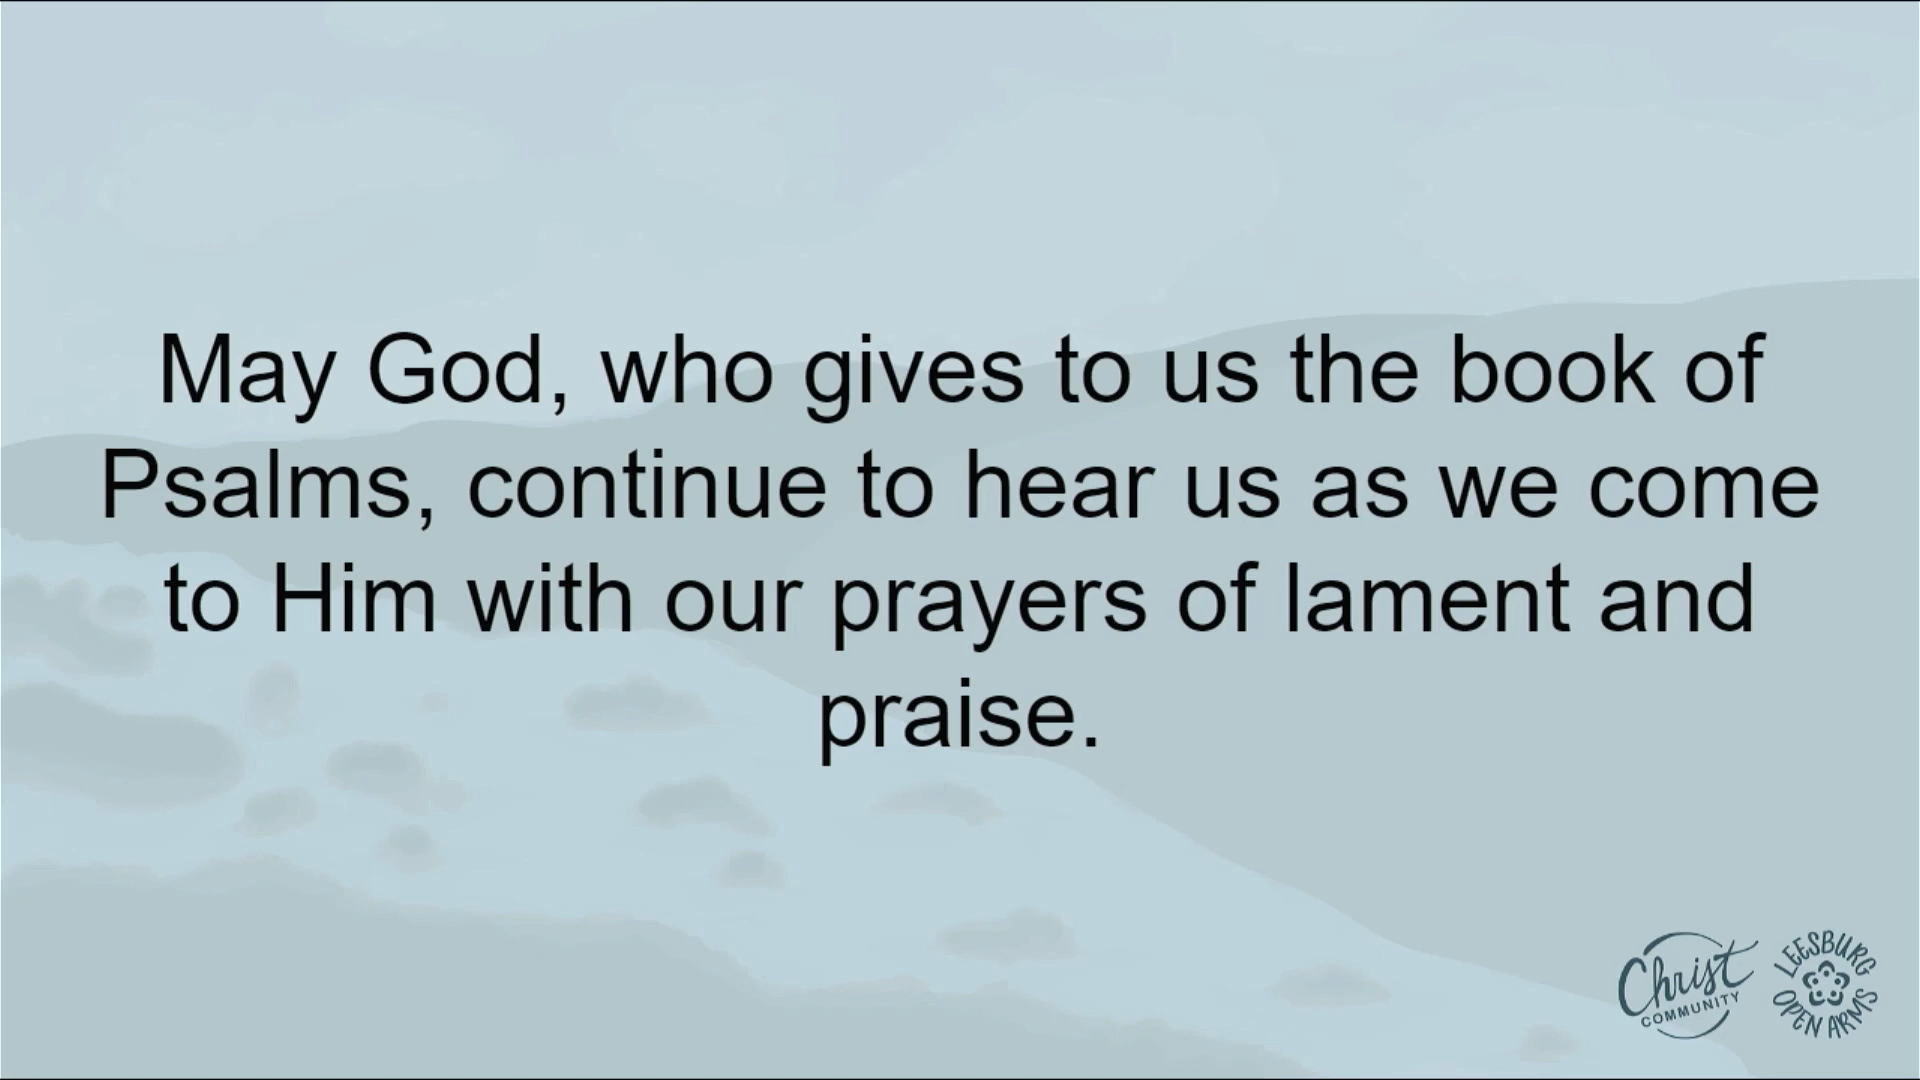 May God, who gives to us the book of
Psalms, continue to hear us as we come
to Him with our prayers of lament and
praise.
Christ
COMMUNITY
LEESBURG
OPEN ARMS